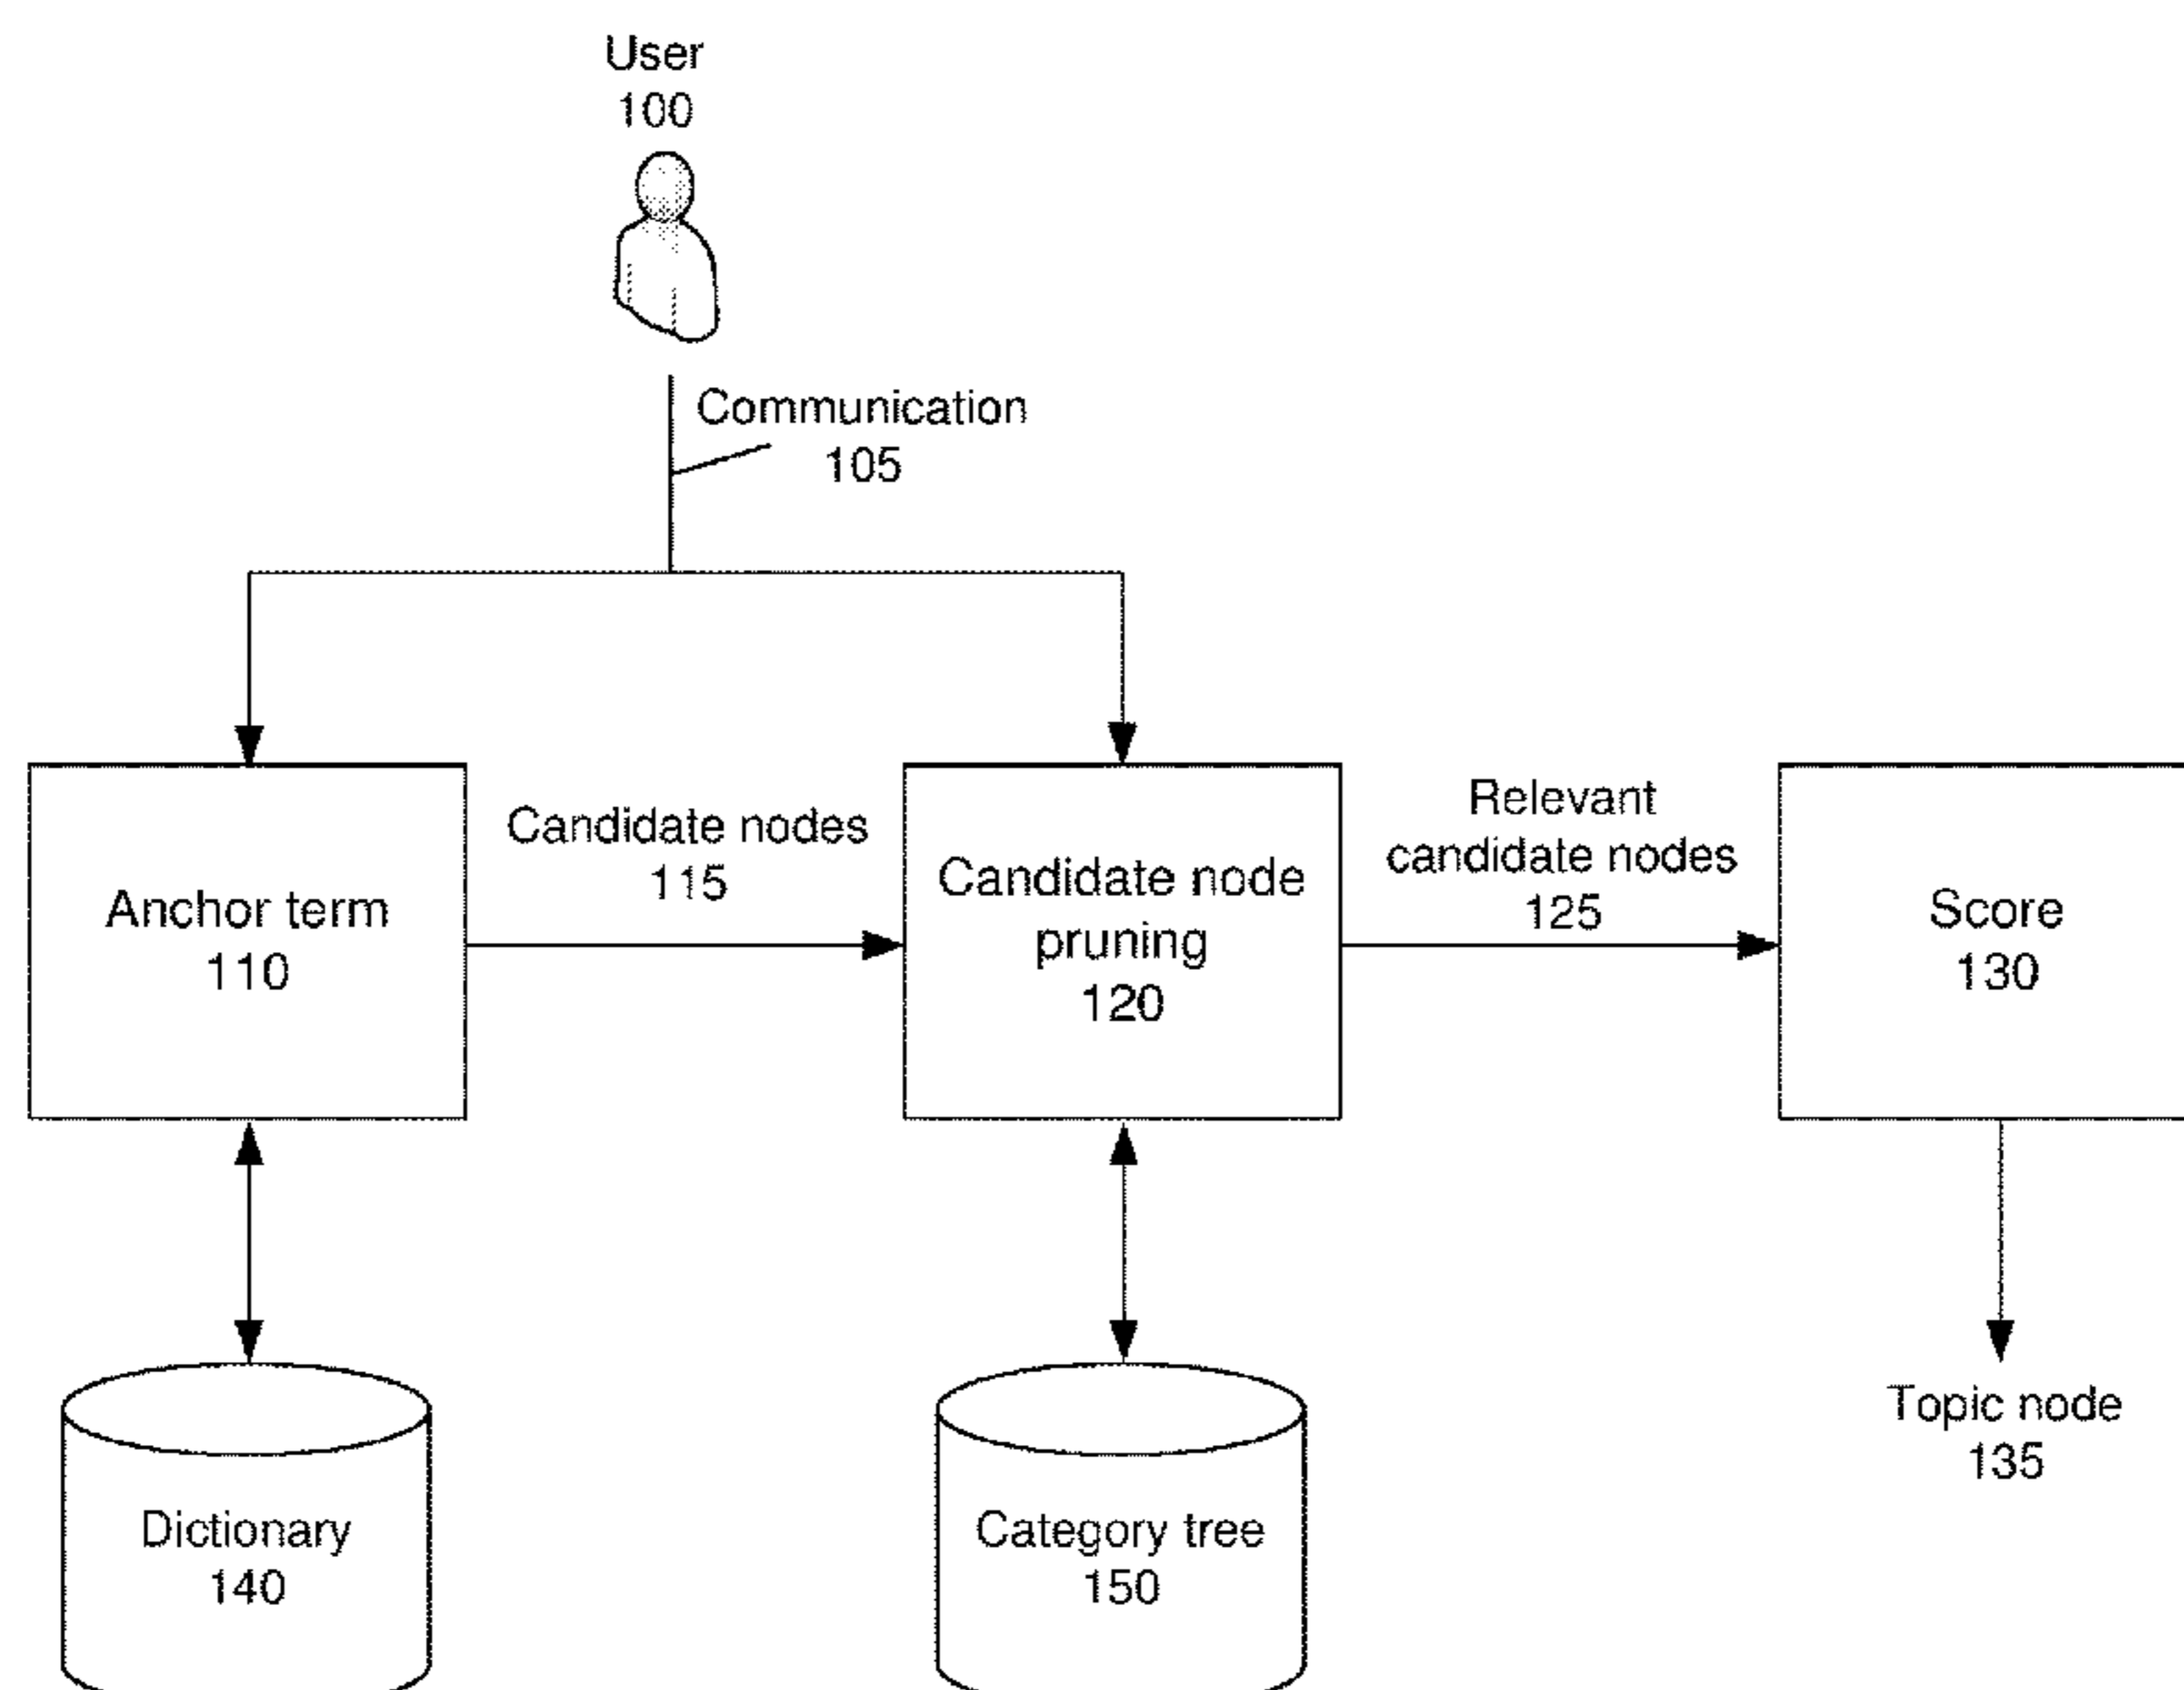 User
100
Communication
105
Candidate nodes
115
Relevant
candidate nodes
125
Anchor term
110
Candidate node
pruning
120
Score
130
Topic node
135
Dictionary
140
Category tree
150